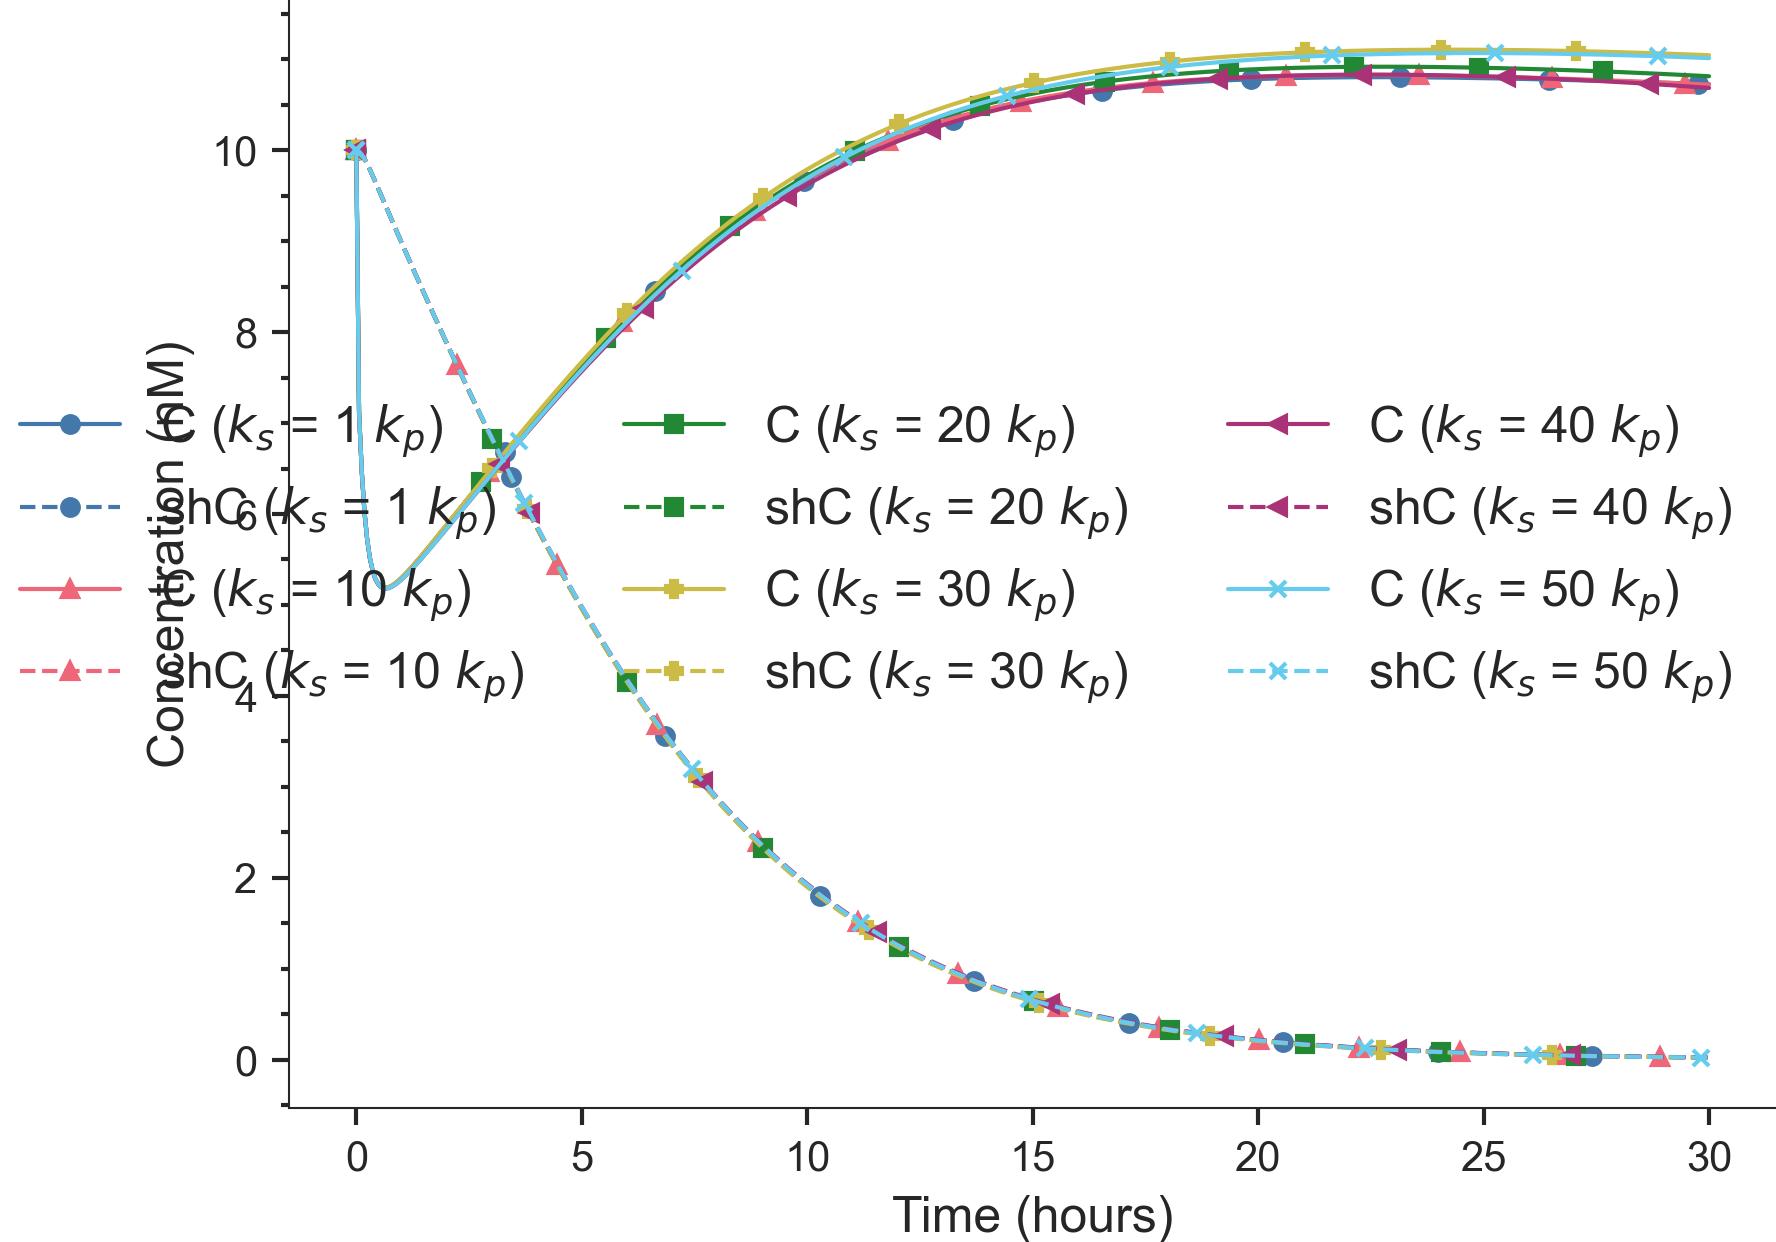 10
8
6
4
2
0
Concentration (nM)
C (kₛ = 1 kₚ)
shC (kₛ = 1 kₚ)
C (kₛ = 10 kₚ)
shC (kₛ = 10 kₚ)
C (kₛ = 20 kₚ)
shC (kₛ = 20 kₚ)
C (kₛ = 30 kₚ)
shC (kₛ = 30 kₚ)
C (kₛ = 40 kₚ)
shC (kₛ = 40 kₚ)
C (kₛ = 50 kₚ)
shC (kₛ = 50 kₚ)
0 5 10 15 20 25 30
Time (hours)